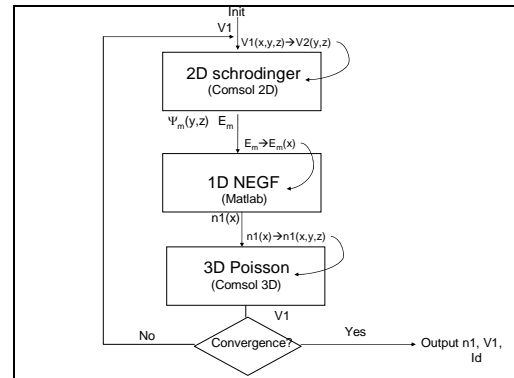 Init
V1
V1(x,y,z)→V2(y,z)
2D schrodinger
(Comsol 2D)
Ψm(y,z) Em
Em→Em(x)
1D NEGF
(Matlab)
n1(x)
n1(x)→n1(x,y,z)
3D Poisson
(Comsol 3D)
V1
No
Convergence?
Yes
Output n1, V1,
Id